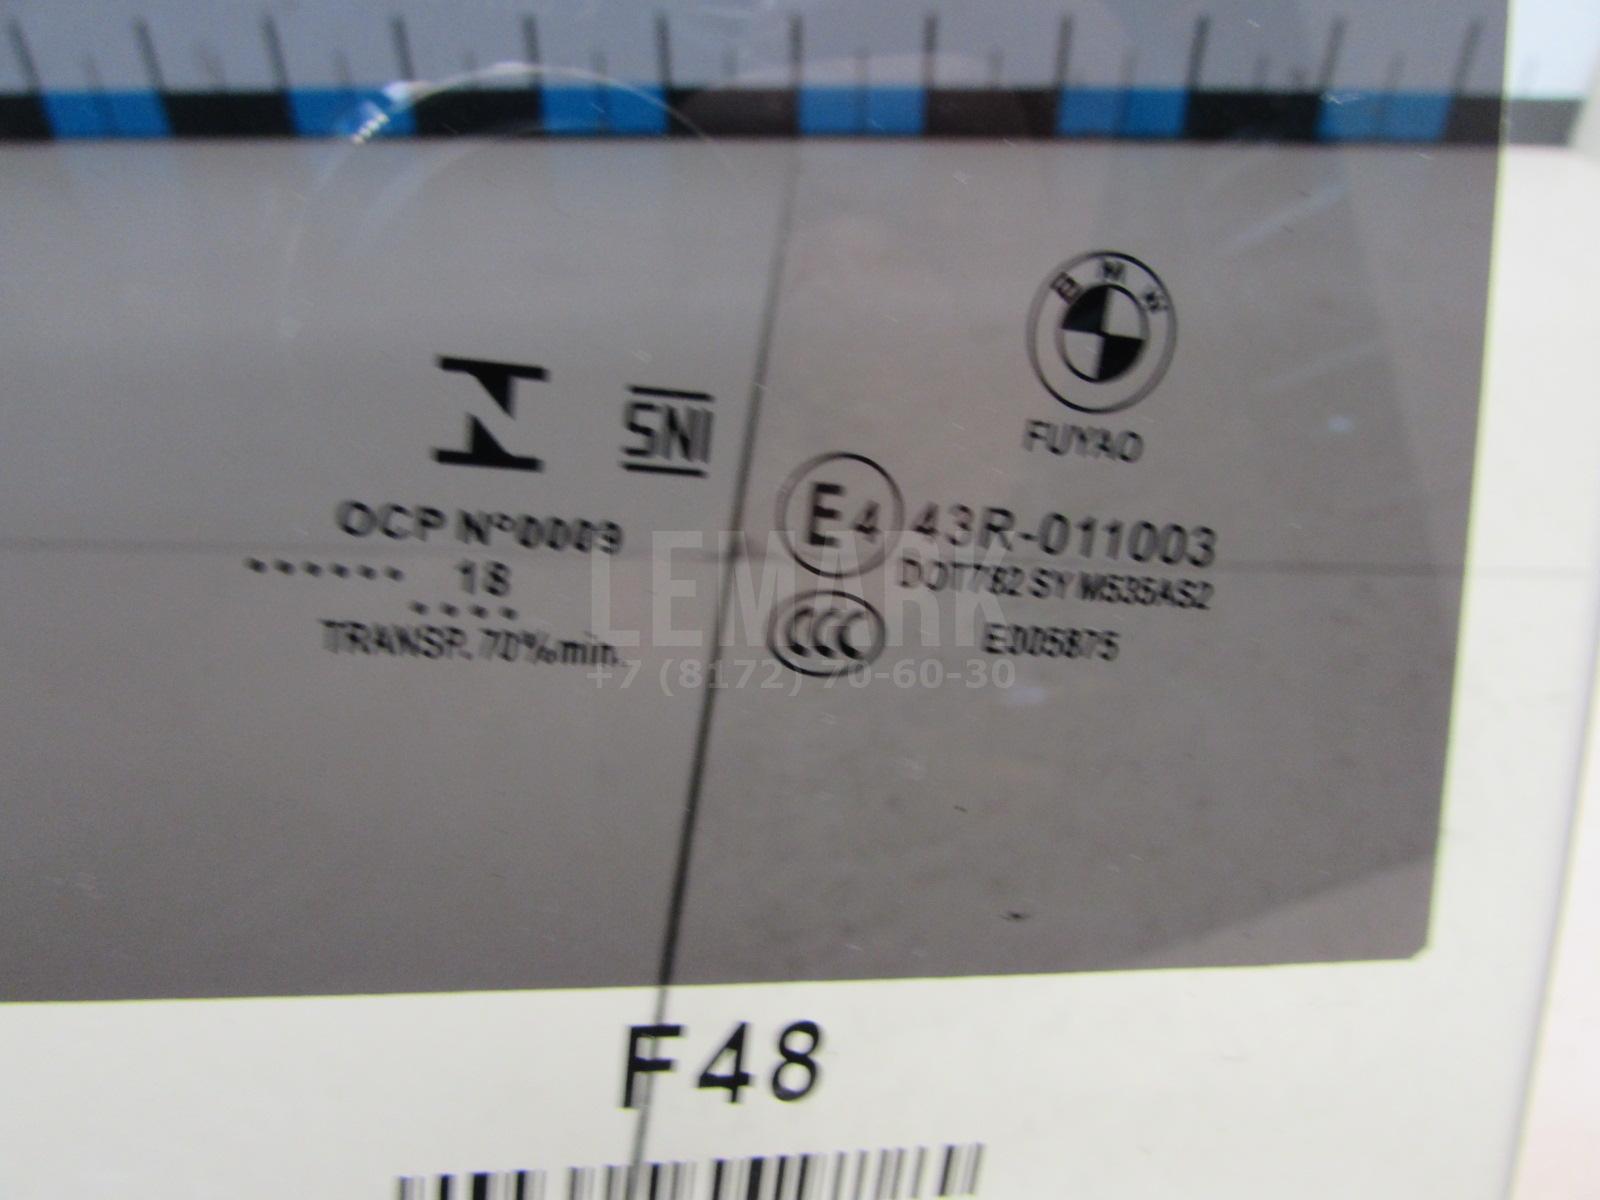 BMW
FUYAO
SNI
E4 43R-011003
OCP Nº0009
DOT782 SY M535AS2
...... 18 ....
CCC E005875
TRANSP. 70%min.
LEMARK
+7 (8172) 70-60-30
F48